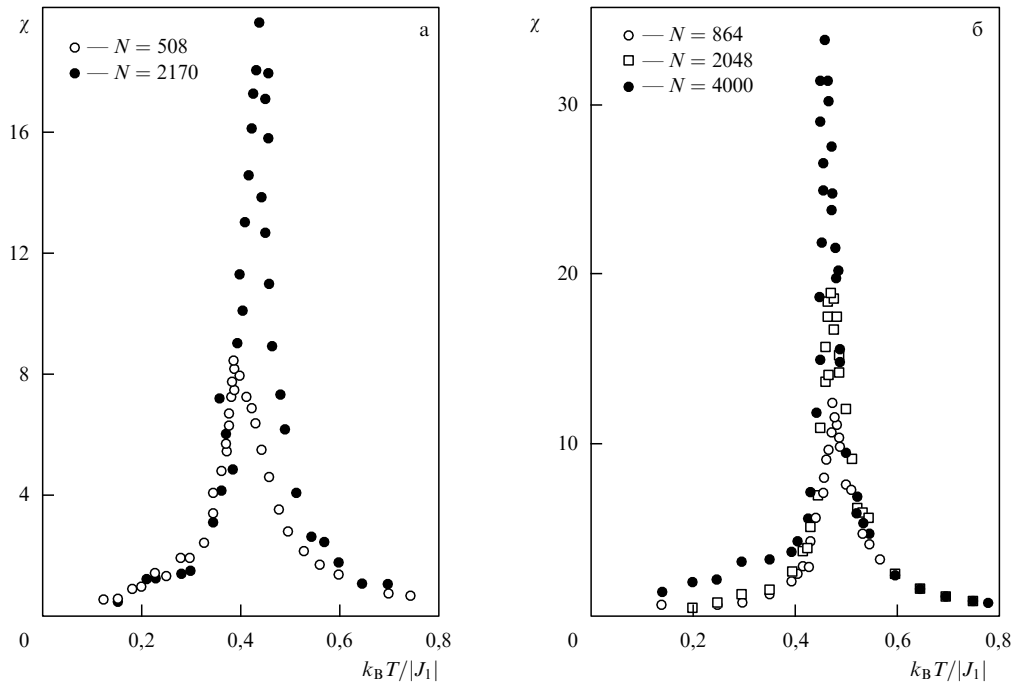 χ
а
N = 508
N = 2170
16
12
8
4
0
0,2
0,4
0,6
0,8
k_B T/|J_1|
χ
б
N = 864
N = 2048
N = 4000
30
20
10
0
0,2
0,4
0,6
0,8
k_B T/|J_1|